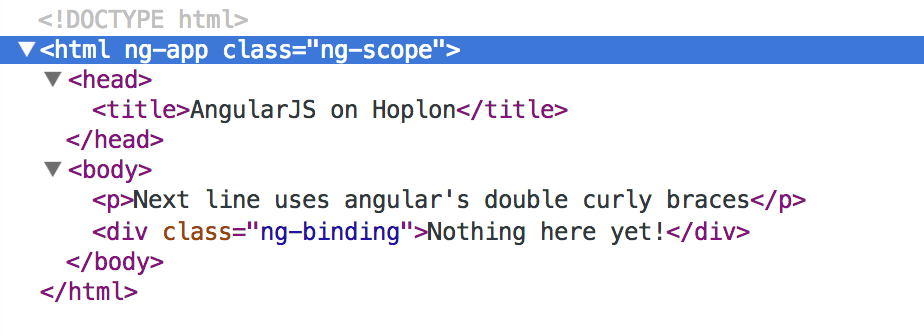 <!DOCTYPE html>
<html ng-app class="ng-scope">
<head>
<title>AngularJS on Hoplon</title>
</head>
<body>
<p>Next line uses angular's double curly braces</p>
<div class="ng-binding">Nothing here yet!</div>
</body>
</html>